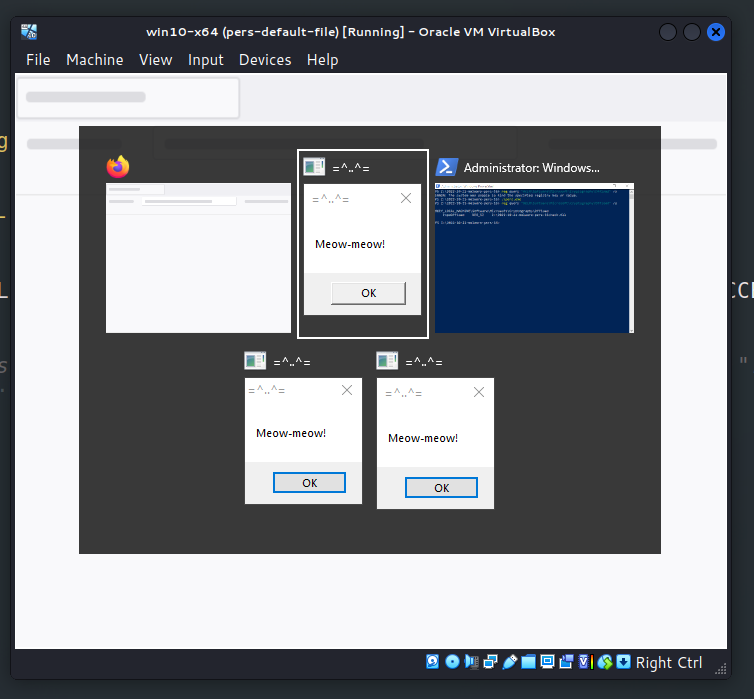 win10-x64 (pers-default-file) [Running] - Oracle VM VirtualBox
File Machine View Input Devices Help
=^..^=
Administrator: Windows...
=^..^=
Meow-meow!
OK
=^..^=
=^..^=
=^..^=
=^..^=
Meow-meow!
Meow-meow!
OK
OK
Right Ctrl